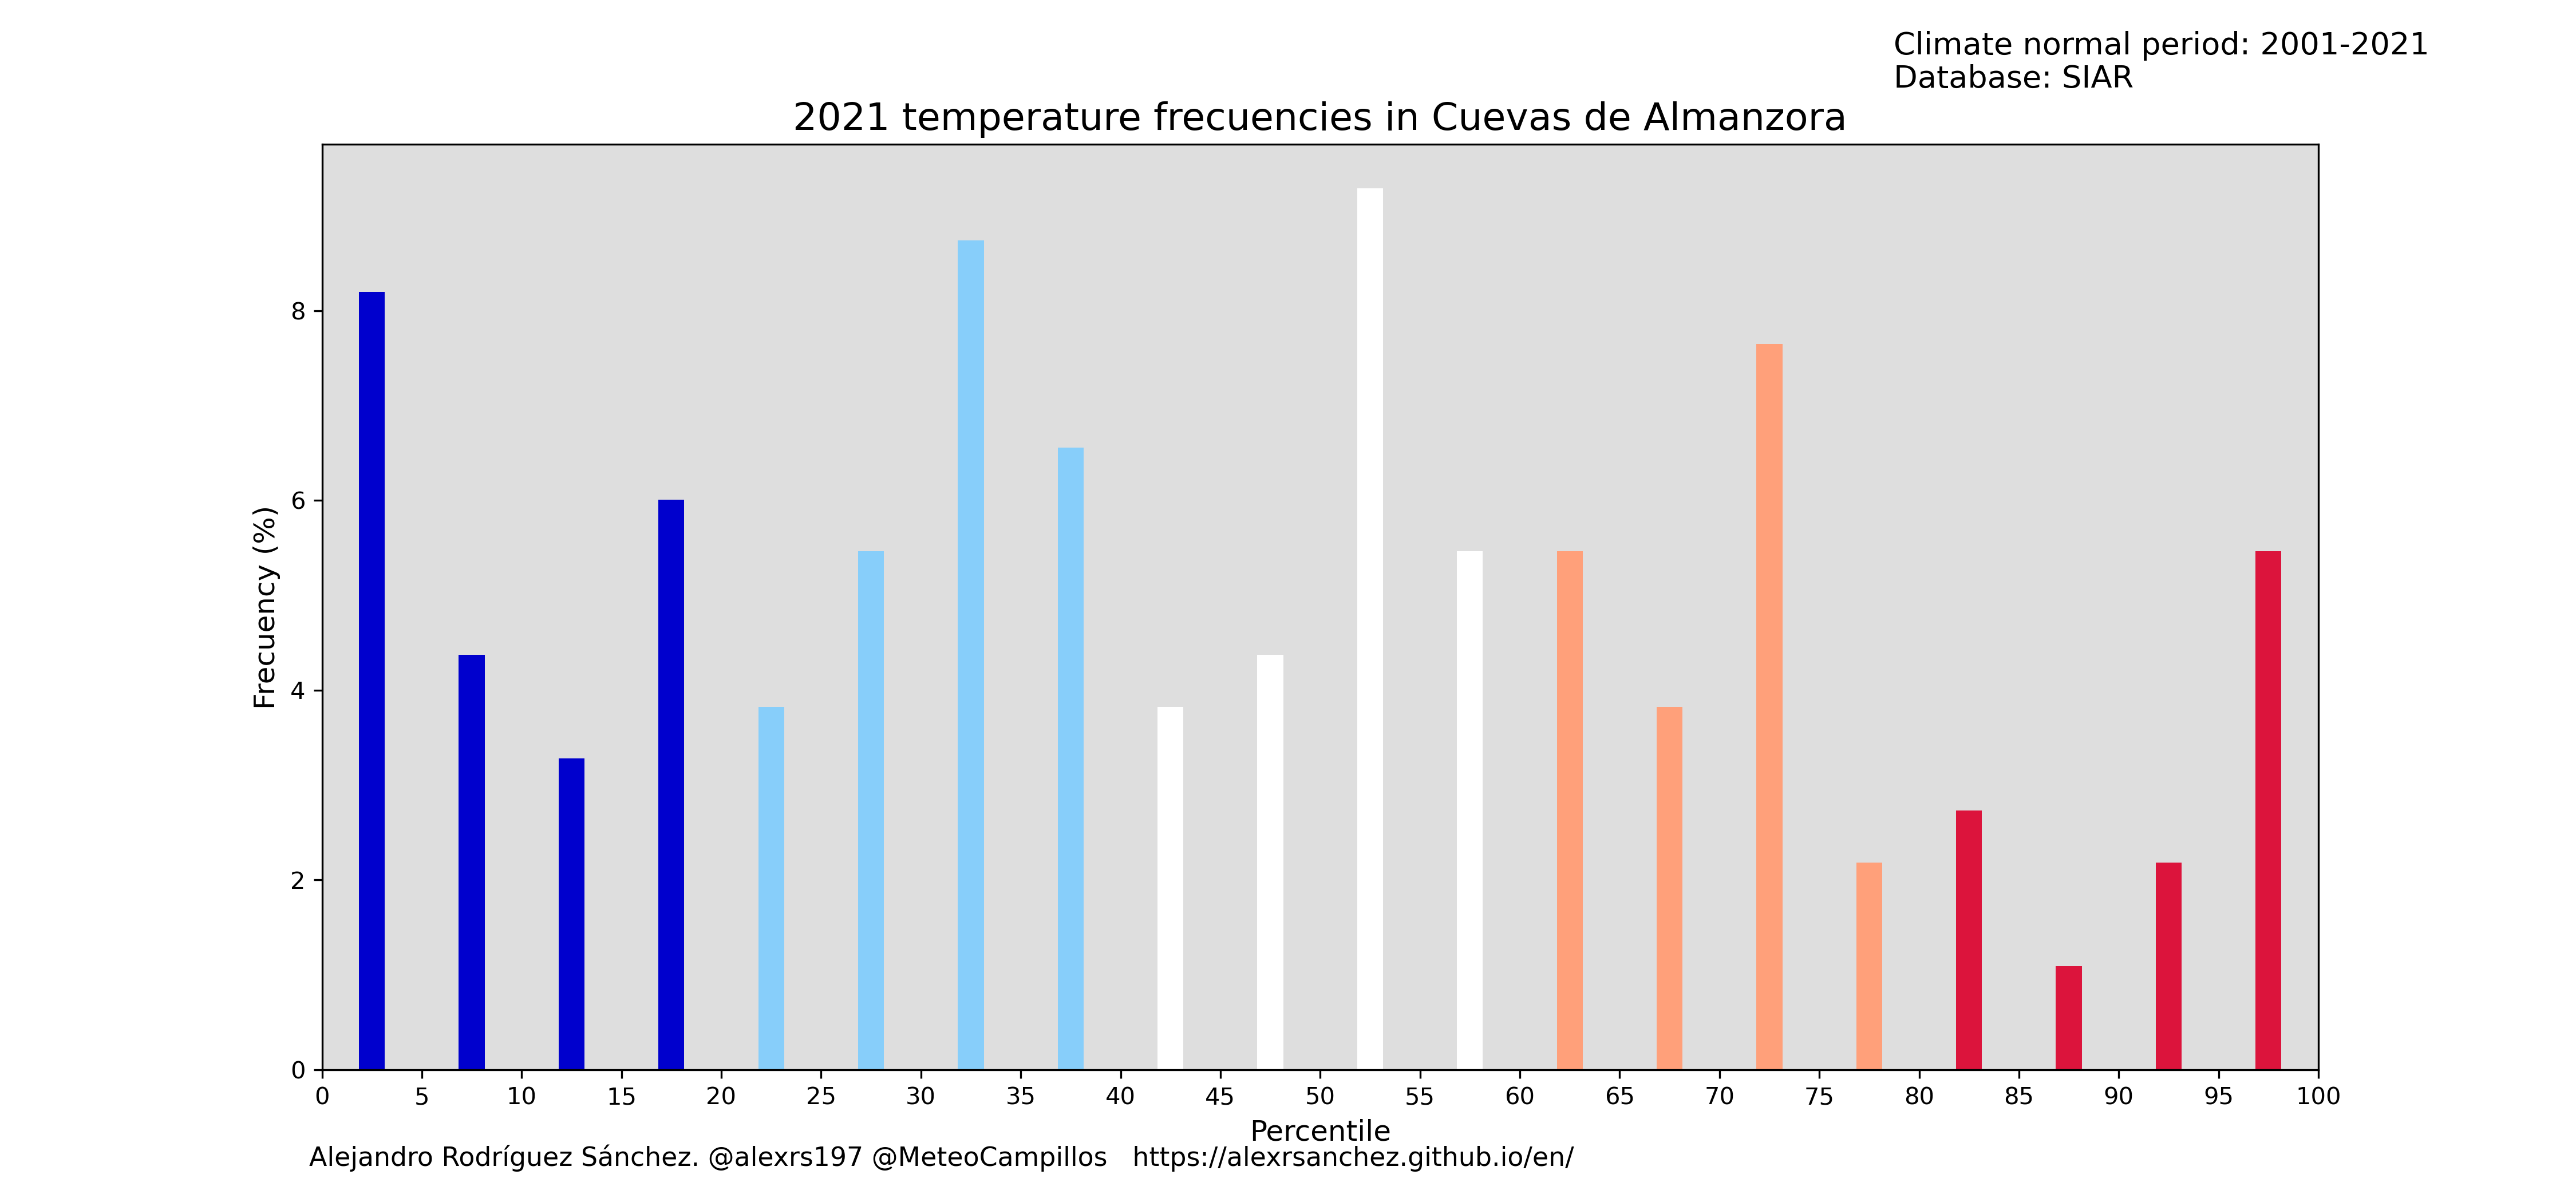 Climate normal period: 2001-2021
Database: SIAR
2021 temperature frecuencies in Cuevas de Almanzora
Frecuency (%)
8
6
4
2
0
0 5 10 15 20 25 30 35 40 45 50 55 60 65 70 75 80 85 90 95 100
Percentile
Alejandro Rodríguez Sánchez. @alexrs197 @MeteoCampillos https://alexrsanchez.github.io/en/